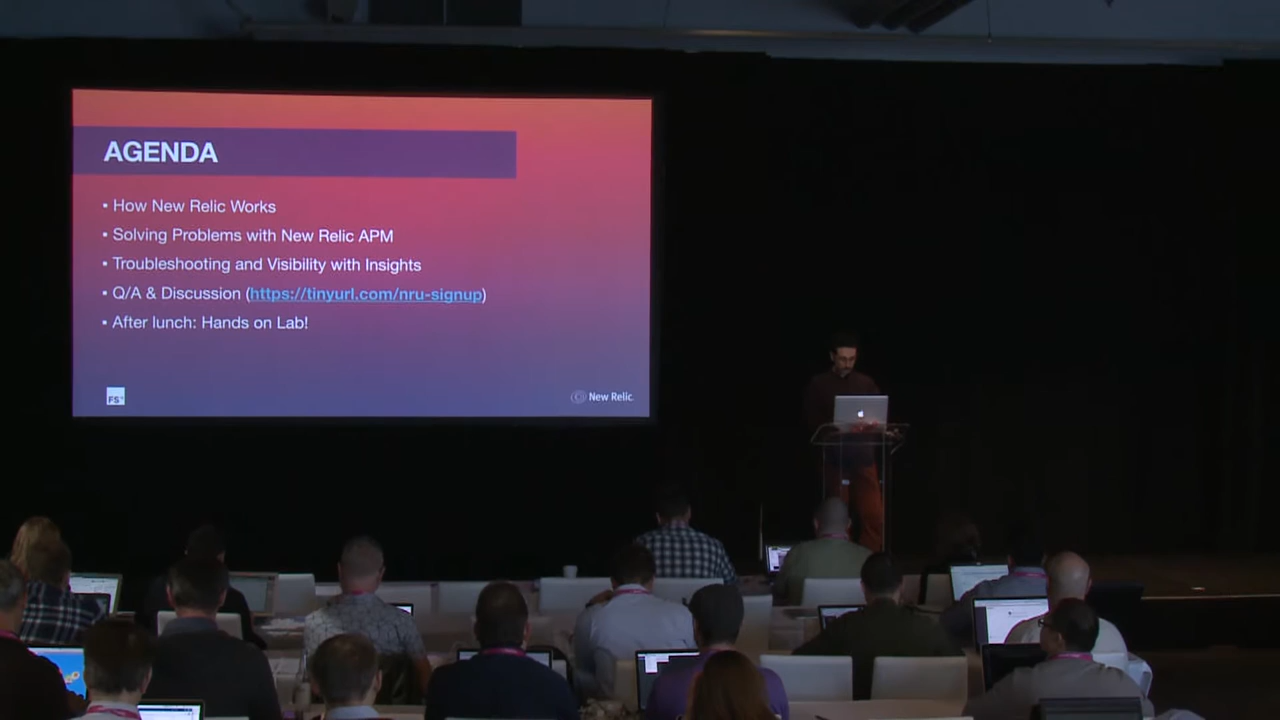 AGENDA
▪ How New Relic Works
▪ Solving Problems with New Relic APM
▪ Troubleshooting and Visibility with Insights
▪ Q/A & Discussion (https://tinyurl.com/nru-signup)
▪ After lunch: Hands on Lab!
FS
New Relic.